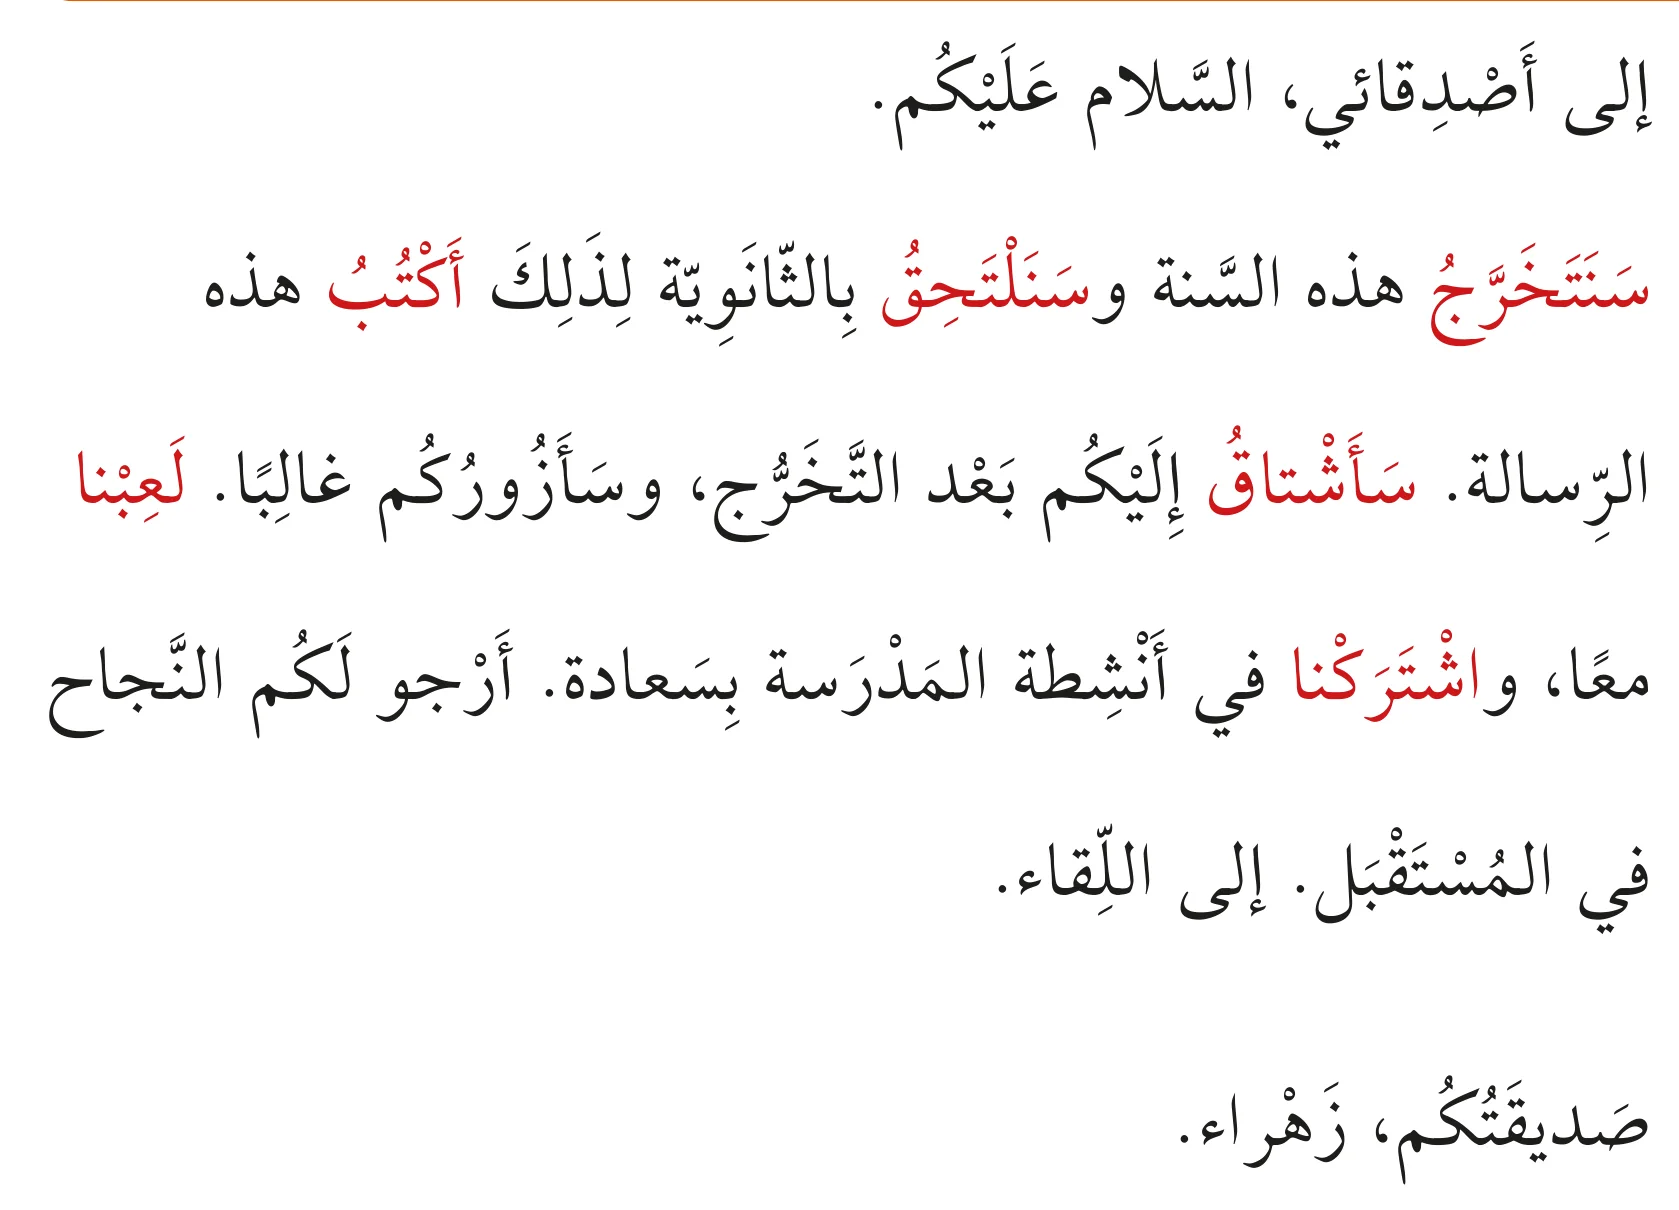 إلى أَصْدِقائي، السَّلام عَلَيْكُم.
سَنَتَخَرَّجُ هذه السَّنة وسَنَلْتَحِقُ بِالثّانَوِيّة لِذَلِكَ أَكْتُبُ هذه
الرِّسالة. سَأَشْتاقُ إِلَيْكُم بَعْد التَّخَرُّج، وسَأَزُورُكُم غالِبًا. لَعِبْنا
معًا، واشْتَرَكْنا في أَنْشِطة المَدْرَسة بِسَعادة. أَرْجو لَكُم النَّجاح
في المُسْتَقْبَل. إلى اللِّقاء.
صَديقَتُكُم، زَهْراء.